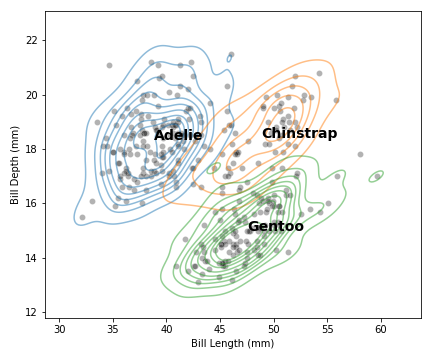 22
20
18
16
14
12
Bill Depth (mm)
Adelie
Chinstrap
Gentoo
30 35 40 45 50 55 60
Bill Length (mm)